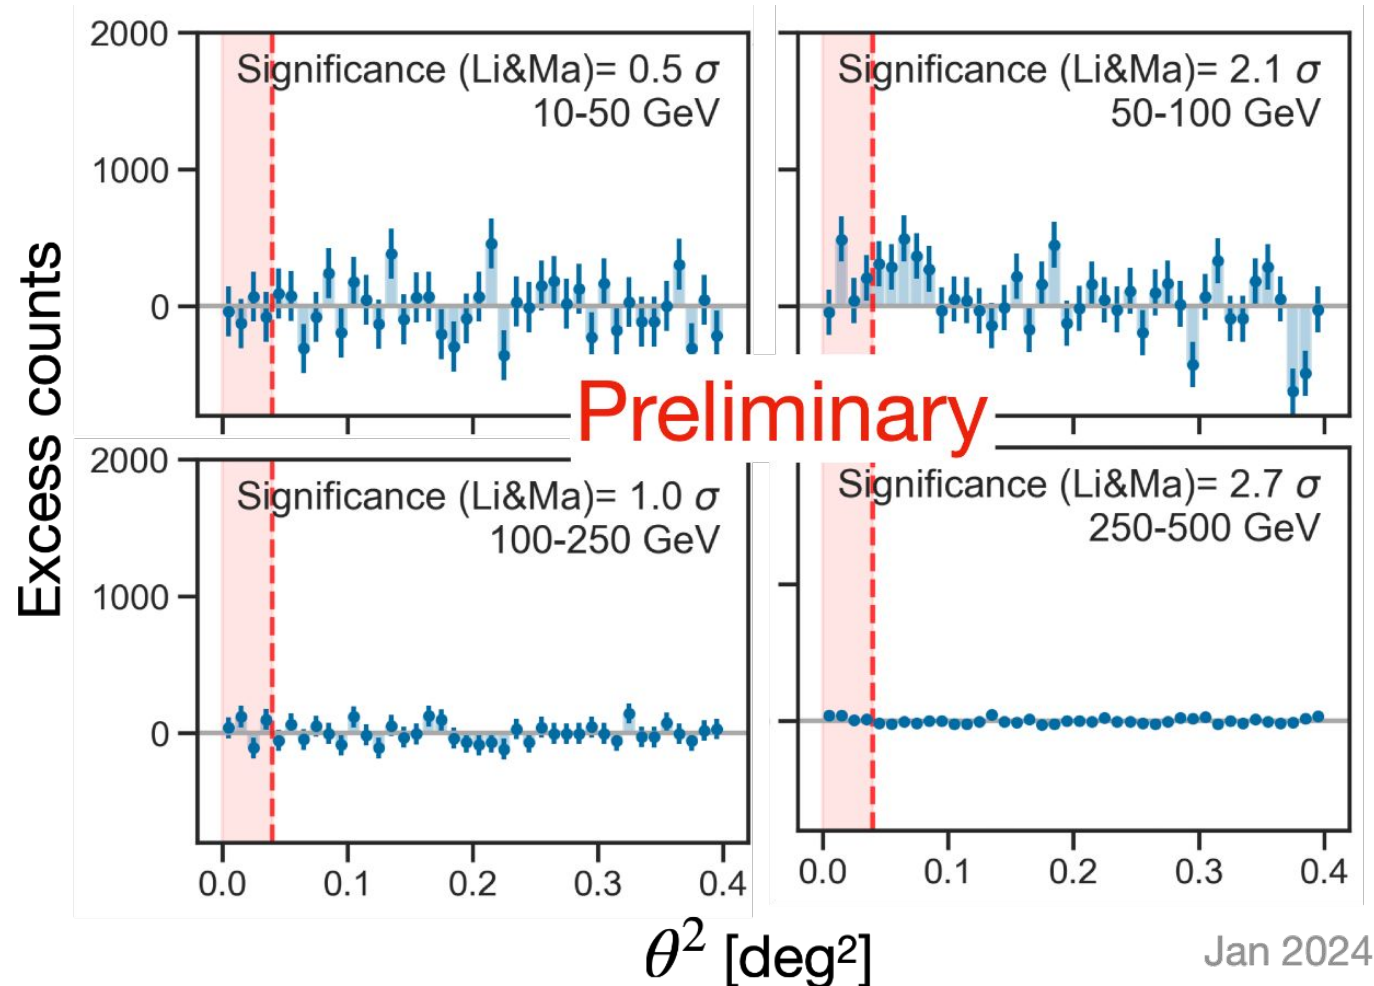 Excess counts
2000
1000
0
Significance (Li&Ma)= 0.5 σ
10-50 GeV
Significance (Li&Ma)= 2.1 σ
50-100 GeV
Preliminary
2000
1000
0
Significance (Li&Ma)= 1.0 σ
100-250 GeV
Significance (Li&Ma)= 2.7 σ
250-500 GeV
0.0 0.1 0.2 0.3 0.4
0.0 0.1 0.2 0.3 0.4
θ² [deg²]
Jan 2024